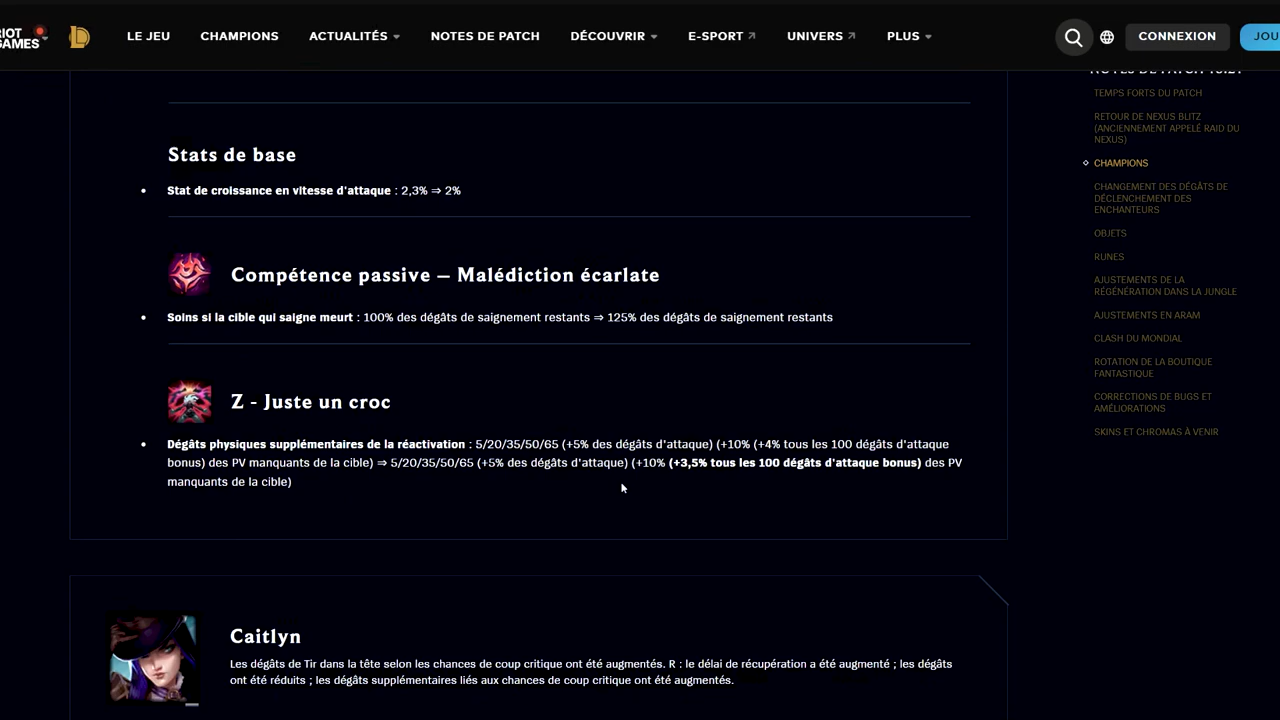 RIOT
GAMES
LE JEU
CHAMPIONS
ACTUALITÉS
NOTES DE PATCH
DÉCOUVRIR
E-SPORT
UNIVERS
PLUS
CONNEXION
JOU
Stats de base
• Stat de croissance en vitesse d'attaque : 2,3% ⇒ 2%
Compétence passive – Malédiction écarlate
• Soins si la cible qui saigne meurt : 100% des dégâts de saignement restants ⇒ 125% des dégâts de saignement restants
Z - Juste un croc
• Dégâts physiques supplémentaires de la réactivation : 5/20/35/50/65 (+5% des dégâts d'attaque) (+10% (+4% tous les 100 dégâts d'attaque
bonus) des PV manquants de la cible) ⇒ 5/20/35/50/65 (+5% des dégâts d'attaque) (+10% (+3,5% tous les 100 dégâts d'attaque bonus) des PV
manquants de la cible)
Caitlyn
Les dégâts de Tir dans la tête selon les chances de coup critique ont été augmentés. R : le délai de récupération a été augmenté ; les dégâts
ont été réduits ; les dégâts supplémentaires liés aux chances de coup critique ont été augmentés.
TEMPS FORTS DU PATCH
RETOUR DE NEXUS BLITZ
(ANCIENNEMENT APPELÉ RAID DU
NEXUS)
CHAMPIONS
CHANGEMENT DES DÉGÂTS DE
DÉCLENCHEMENT DES
ENCHANTEURS
OBJETS
RUNES
AJUSTEMENTS DE LA
RÉGÉNÉRATION DANS LA JUNGLE
AJUSTEMENTS EN ARAM
CLASH DU MONDIAL
ROTATION DE LA BOUTIQUE
FANTASTIQUE
CORRECTIONS DE BUGS ET
AMÉLIORATIONS
SKINS ET CHROMAS À VENIR